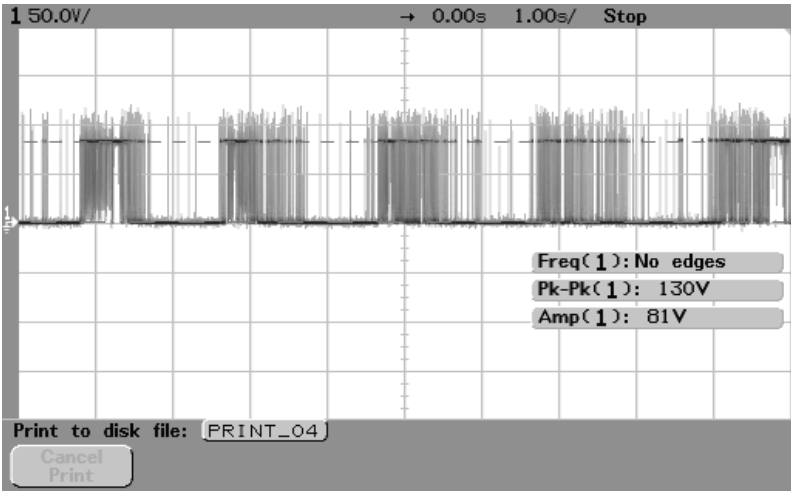 1 50.0V/ → 0.00s 1.00s/ Stop
1
Freq(1): No edges
Pk-Pk(1): 130V
Amp(1): 81V
Print to disk file: PRINT_04
Cancel
Print